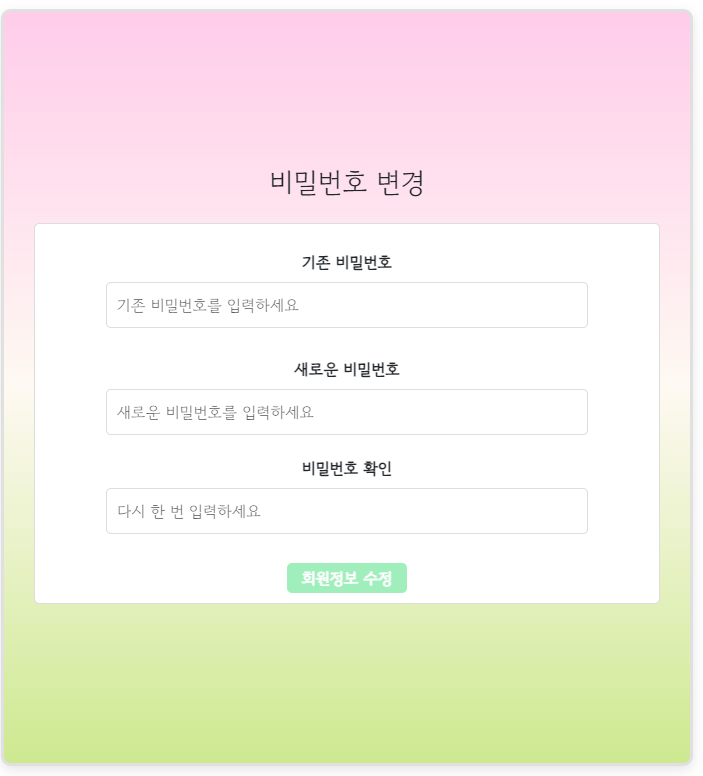 비밀번호 변경
기존 비밀번호
기존 비밀번호를 입력하세요
새로운 비밀번호
새로운 비밀번호를 입력하세요
비밀번호 확인
다시 한 번 입력하세요
회원정보 수정